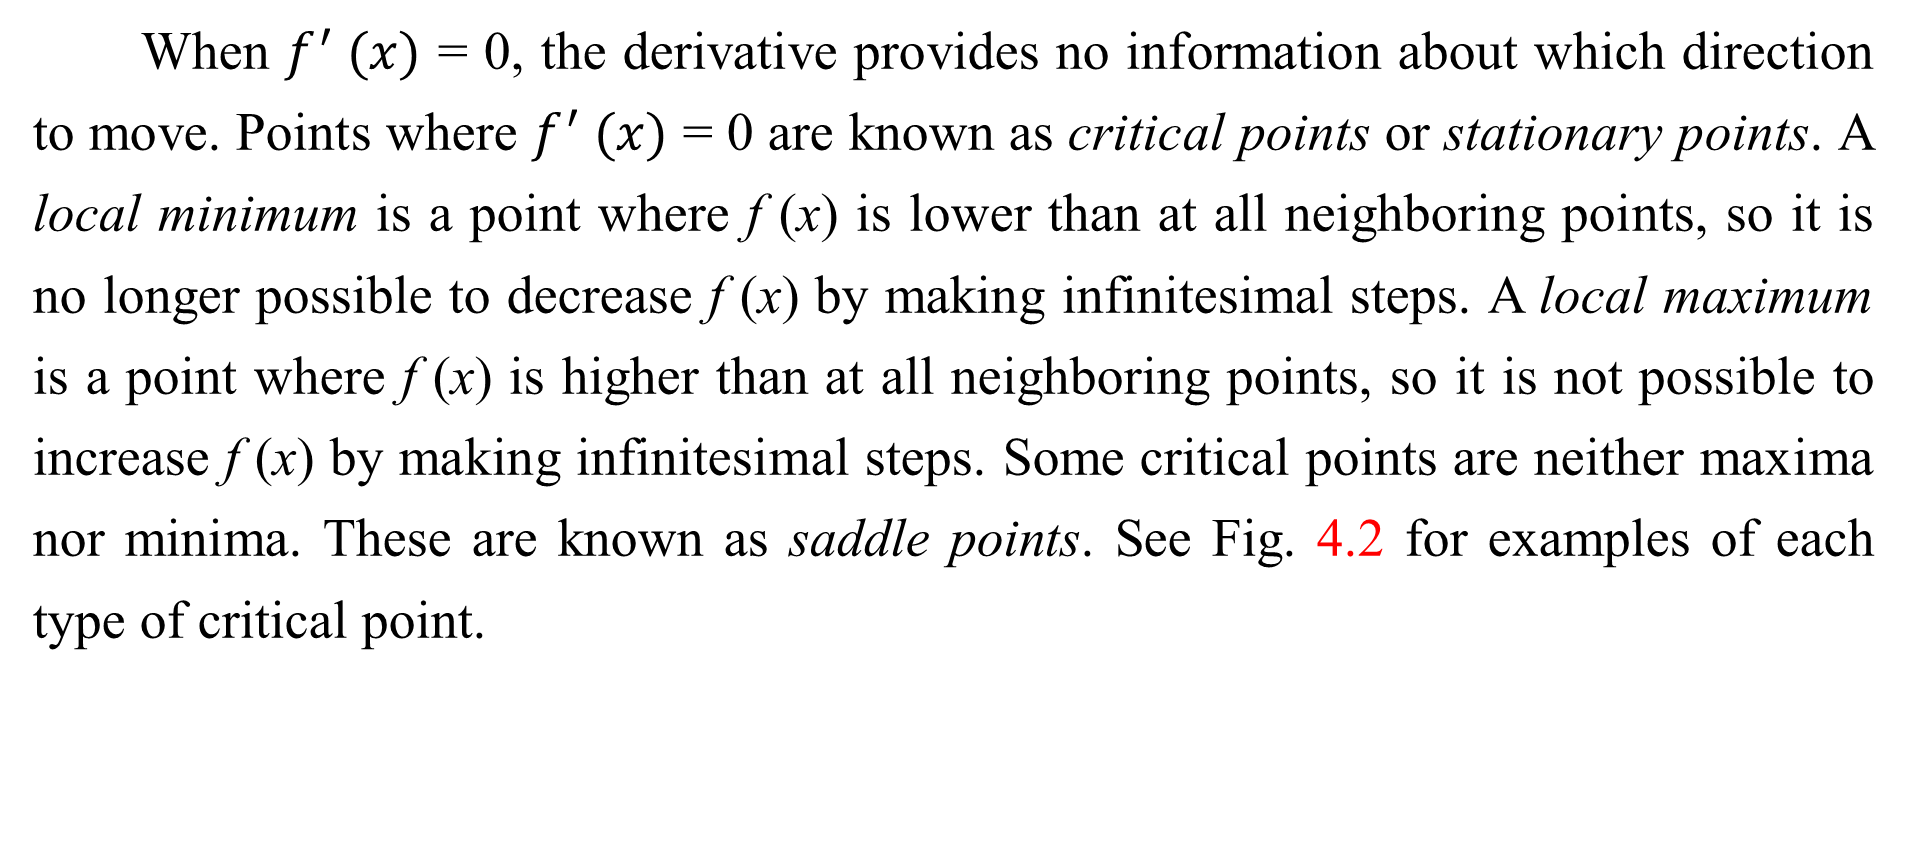 When f′ (x) = 0, the derivative provides no information about which direction
to move. Points where f′ (x) = 0 are known as critical points or stationary points. A
local minimum is a point where f (x) is lower than at all neighboring points, so it is
no longer possible to decrease f (x) by making infinitesimal steps. A local maximum
is a point where f (x) is higher than at all neighboring points, so it is not possible to
increase f (x) by making infinitesimal steps. Some critical points are neither maxima
nor minima. These are known as saddle points. See Fig. 4.2 for examples of each
type of critical point.